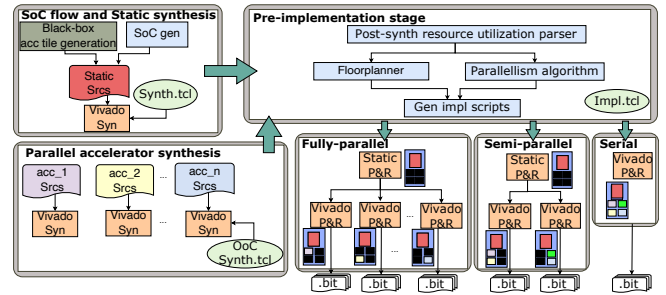 SoC flow and Static synthesis
Black-box
acc tile generation
SoC gen
Static
Srcs
Synth.tcl
Vivado
Syn
Pre-implementation stage
Post-synth resource utilization parser
Floorplanner
Parallellism algorithm
Gen impl scripts
Impl.tcl
Parallel accelerator synthesis
acc_1
Srcs
acc_2
Srcs
...
acc_n
Srcs
Vivado
Syn
Vivado
Syn
...
Vivado
Syn
OoC
Synth.tcl
Fully-parallel
Static
P&R
Vivado
P&R
Vivado
P&R
...
Vivado
P&R
...
.bit
.bit
.bit
Semi-parallel
Static
P&R
Vivado
P&R
Vivado
P&R
.bit
.bit
Serial
Vivado
P&R
.bit